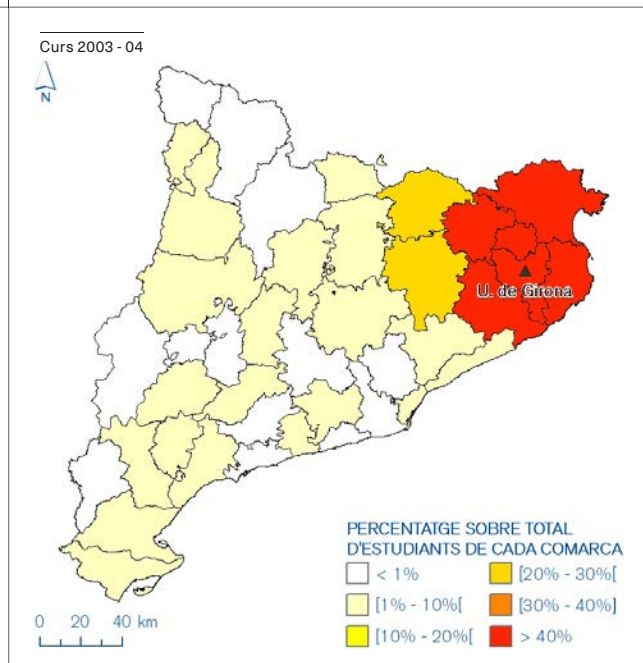 Curs 2003 - 04
N
U. de Girona
PERCENTATGE SOBRE TOTAL
D'ESTUDIANTS DE CADA COMARCA
< 1%
[20% - 30%[
[1% - 10%[
[30% - 40%]
[10% - 20%[
> 40%
0 20 40 km